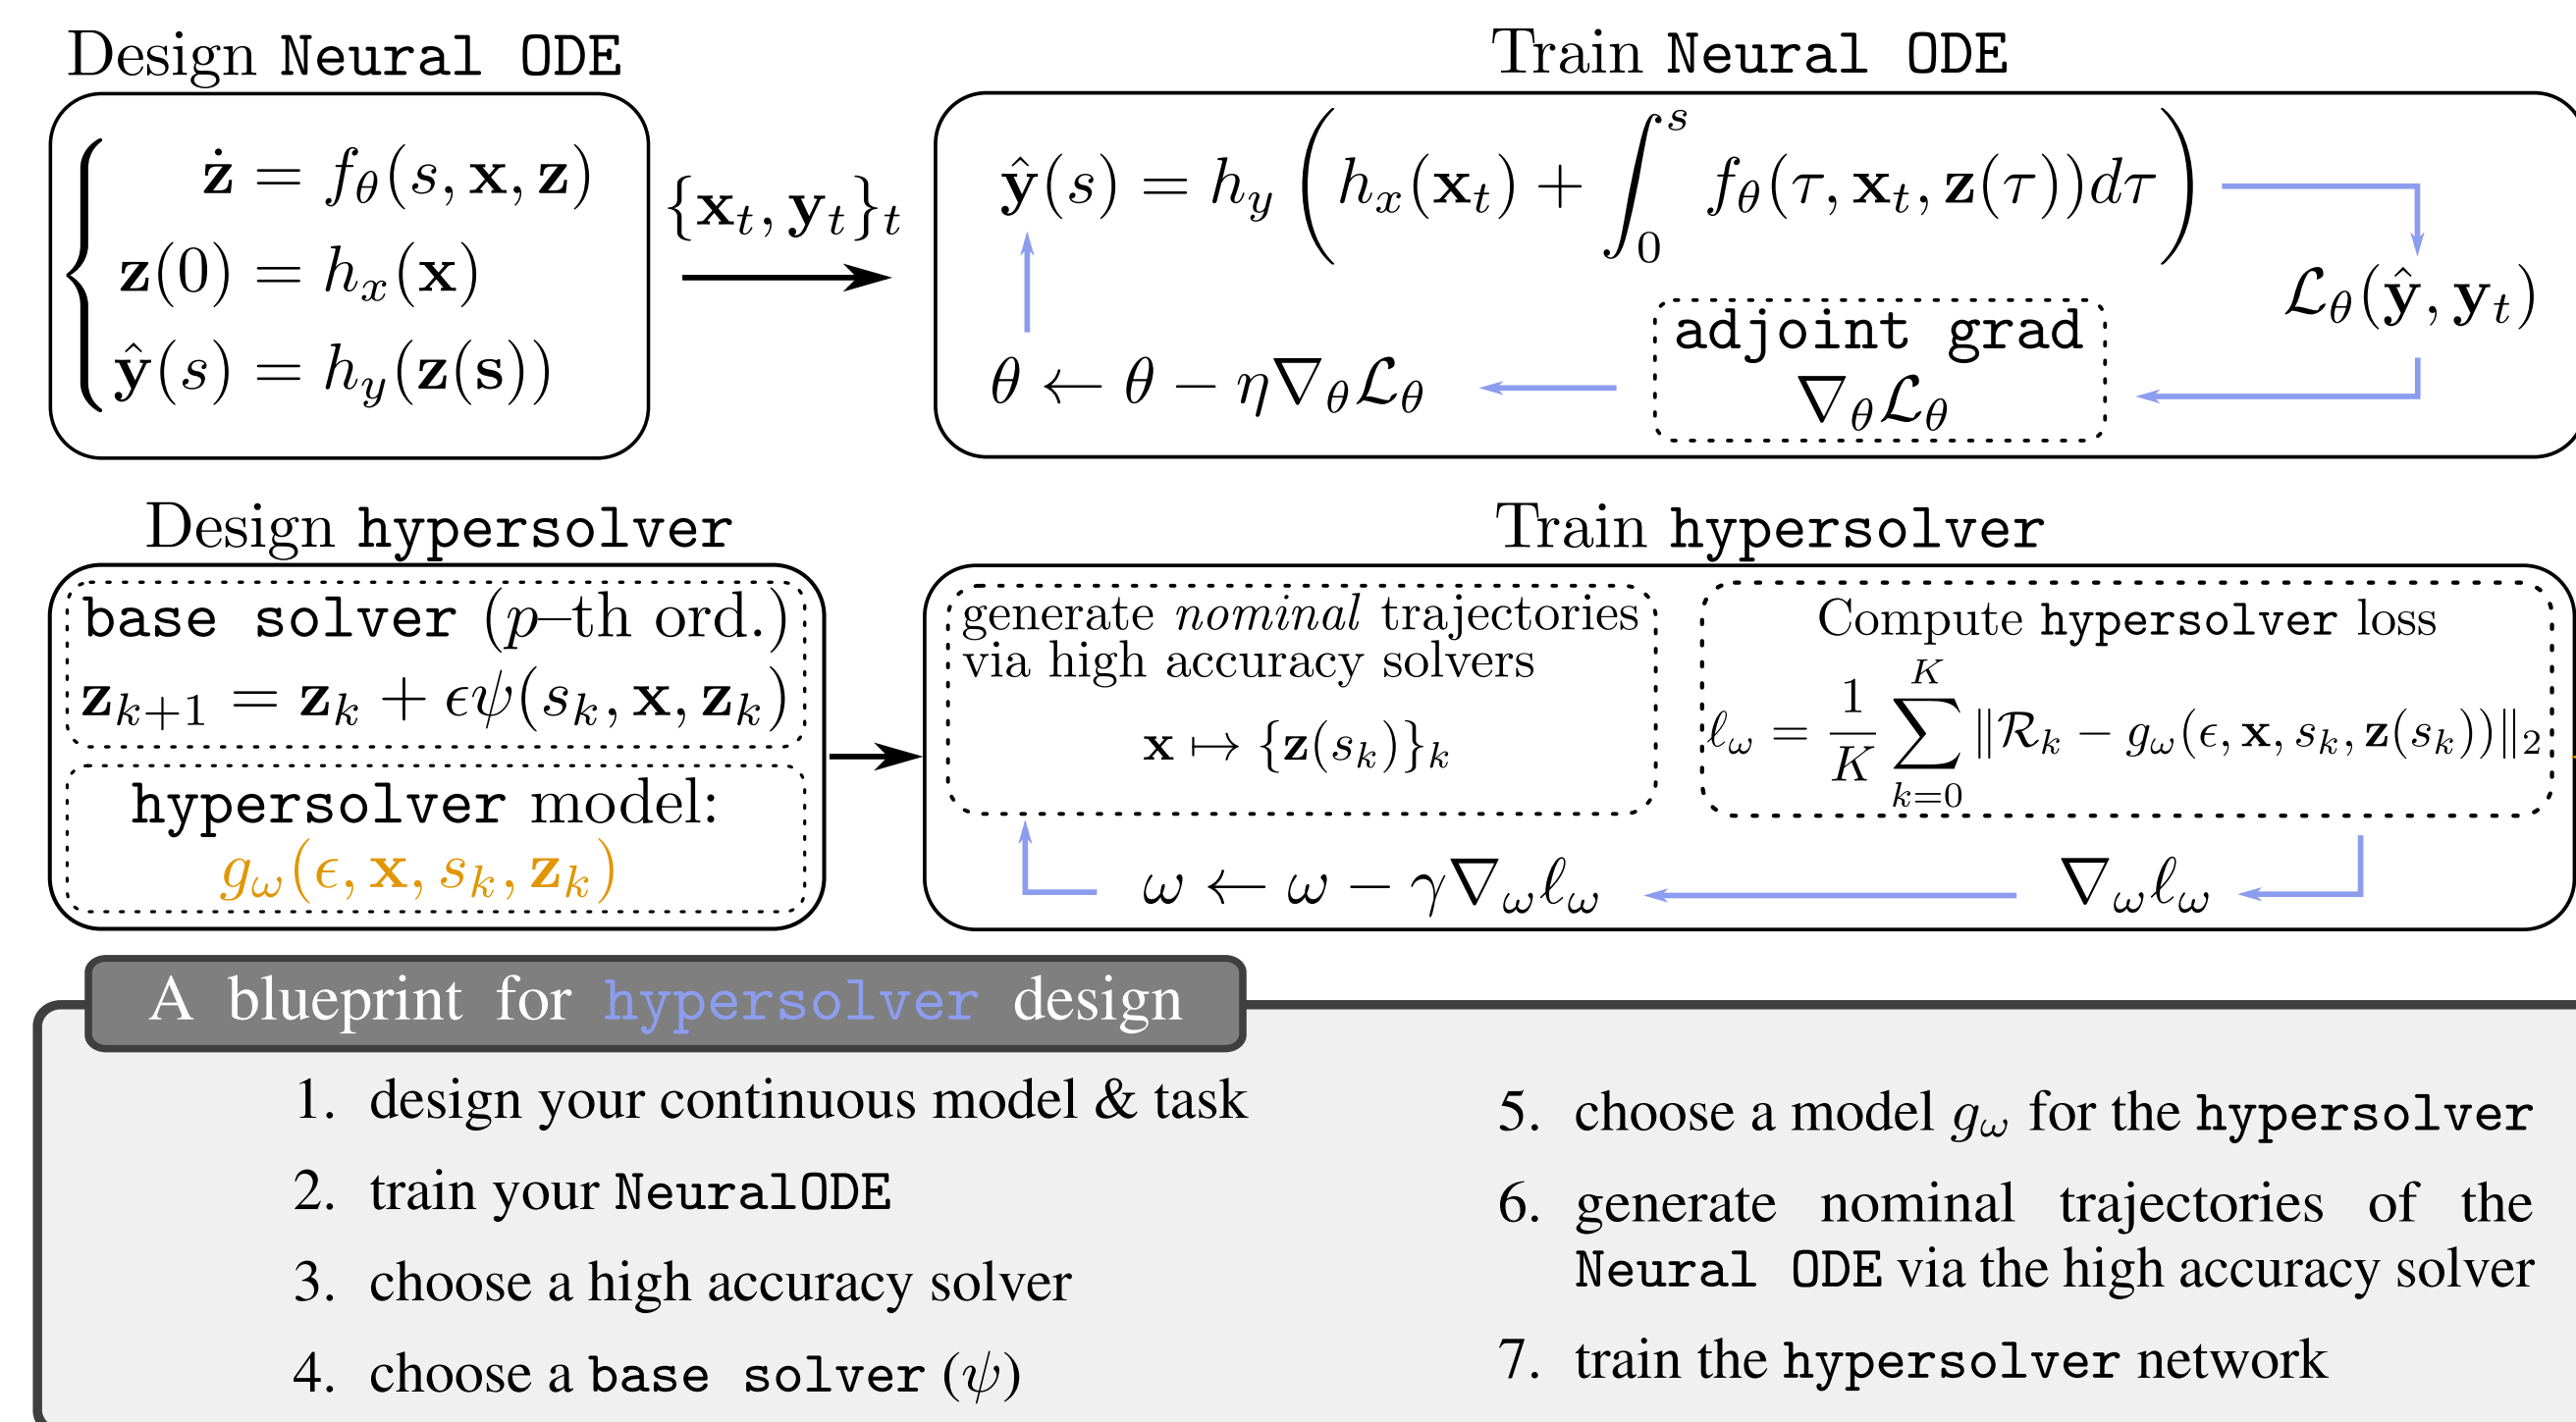 Design Neural ODE
ż = f_θ(s, x, z)
z(0) = h_x(x)
ŷ(s) = h_y(z(s))
{x_t, y_t}_t
Train Neural ODE
ŷ(s) = h_y ( h_x(x_t) + ∫_0^s f_θ(τ, x_t, z(τ))dτ )
ℒ_θ(ŷ, y_t)
adjoint grad
∇_θℒ_θ
θ ← θ − η∇_θℒ_θ
Design hypersolver
base solver (p–th ord.)
z_{k+1} = z_k + ϵψ(s_k, x, z_k)
hypersolver model:
g_ω(ϵ, x, s_k, z_k)
Train hypersolver
generate nominal trajectories
via high accuracy solvers
x ↦ {z(s_k)}_k
Compute hypersolver loss
ℓ_ω = 1/K ∑_{k=0}^{K} ‖ℛ_k − g_ω(ϵ, x, s_k, z(s_k))‖_2
∇_ωℓ_ω
ω ← ω − γ∇_ωℓ_ω
A blueprint for hypersolver design
1. design your continuous model & task
2. train your NeuralODE
3. choose a high accuracy solver
4. choose a base solver (ψ)
5. choose a model g_ω for the hypersolver
6. generate nominal trajectories of the
Neural ODE via the high accuracy solver
7. train the hypersolver network